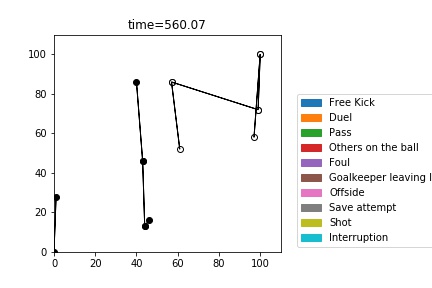 time=560.07
100
80
60
40
20
0
0 20 40 60 80 100
Free Kick
Duel
Pass
Others on the ball
Foul
Goalkeeper leaving l
Offside
Save attempt
Shot
Interruption